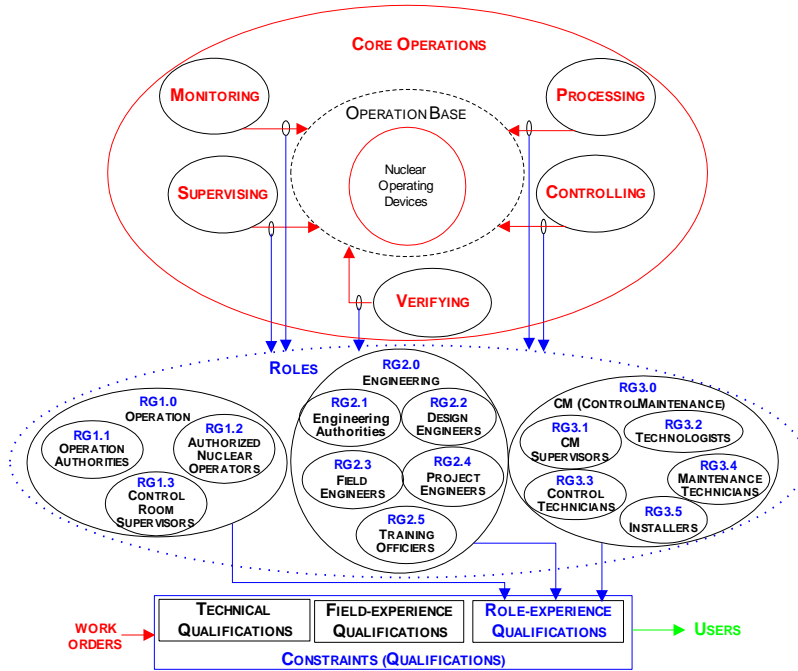 CORE OPERATIONS
MONITORING
PROCESSING
OPERATION BASE
Nuclear
Operating
Devices
SUPERVISING
CONTROLLING
VERIFYING
ROLES
RG1.0
OPERATION
RG1.1
OPERATION
AUTHORITIES
RG1.2
AUTHORIZED
NUCLEAR
OPERATORS
RG1.3
CONTROL
ROOM
SUPERVISORS
RG2.0
ENGINEERING
RG2.1
Engineering
Authorities
RG2.2
DESIGN
ENGINEERS
RG2.3
FIELD
ENGINEERS
RG2.4
PROJECT
ENGINEERS
RG2.5
TRAINING
OFFICIERS
RG3.0
CM (CONTROLMAINTENANCE)
RG3.1
CM
SUPERVISORS
RG3.2
TECHNOLOGISTS
RG3.3
CONTROL
TECHNICIANS
RG3.4
MAINTENANCE
TECHNICIANS
RG3.5
INSTALLERS
WORK
ORDERS
TECHNICAL
QUALIFICATIONS
FIELD-EXPERIENCE
QUALIFICATIONS
ROLE-EXPERIENCE
QUALIFICATIONS
USERS
CONSTRAINTS (QUALIFICATIONS)